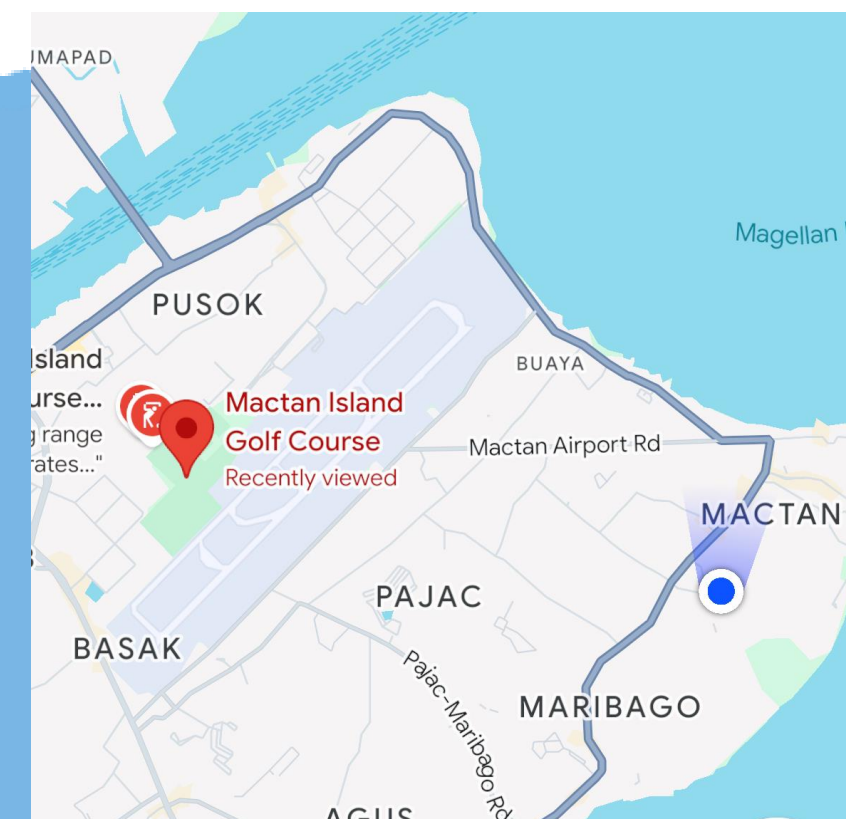 UMAPAD
Magellan
PUSOK
Island
urse...
g range
rates..."
Mactan Island
Golf Course
Recently viewed
BUAYA
Mactan Airport Rd
MACTAN
PAJAC
BASAK
Pajac-Maribago Rd
MARIBAGO
AGUS